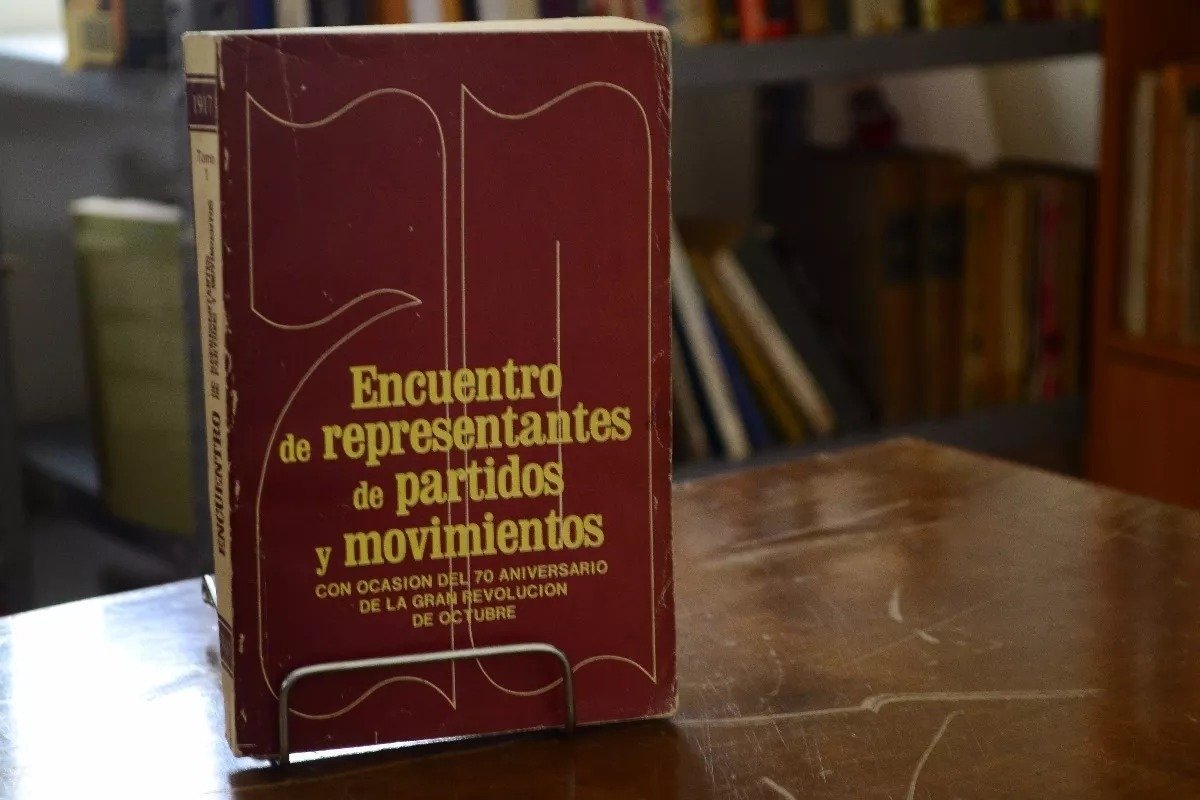 Encuentro
de representantes
de partidos
y movimientos
CON OCASION DEL 70 ANIVERSARIO
DE LA GRAN REVOLUCION
DE OCTUBRE
1917
Tomo
1
ENCUENTRO